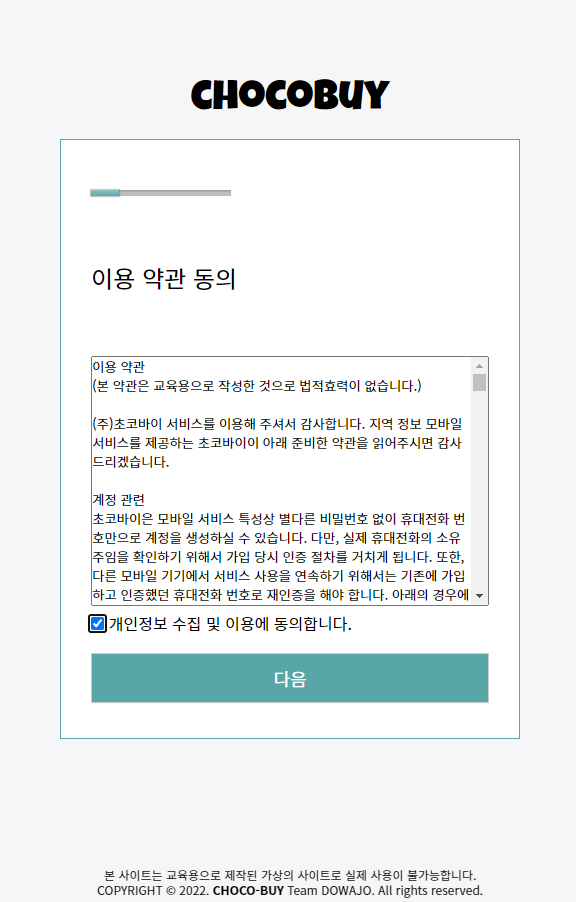 CHOCOBUY
이용 약관 동의
이용 약관
(본 약관은 교육용으로 작성한 것으로 법적효력이 없습니다.)
(주)초코바이 서비스를 이용해 주셔서 감사합니다. 지역 정보 모바일
서비스를 제공하는 초코바이이 아래 준비한 약관을 읽어주시면 감사
드리겠습니다.
계정 관련
초코바이은 모바일 서비스 특성상 별다른 비밀번호 없이 휴대전화 번
호만으로 계정을 생성하실 수 있습니다. 다만, 실제 휴대전화의 소유
주임을 확인하기 위해서 가입 당시 인증 절차를 거치게 됩니다. 또한,
다른 모바일 기기에서 서비스 사용을 연속하기 위해서는 기존에 가입
하고 인증했던 휴대전화 번호로 재인증을 해야 합니다. 아래의 경우에
개인정보 수집 및 이용에 동의합니다.
다음
본 사이트는 교육용으로 제작된 가상의 사이트로 실제 사용이 불가능합니다.
COPYRIGHT © 2022. CHOCO-BUY Team DOWAJO. All rights reserved.